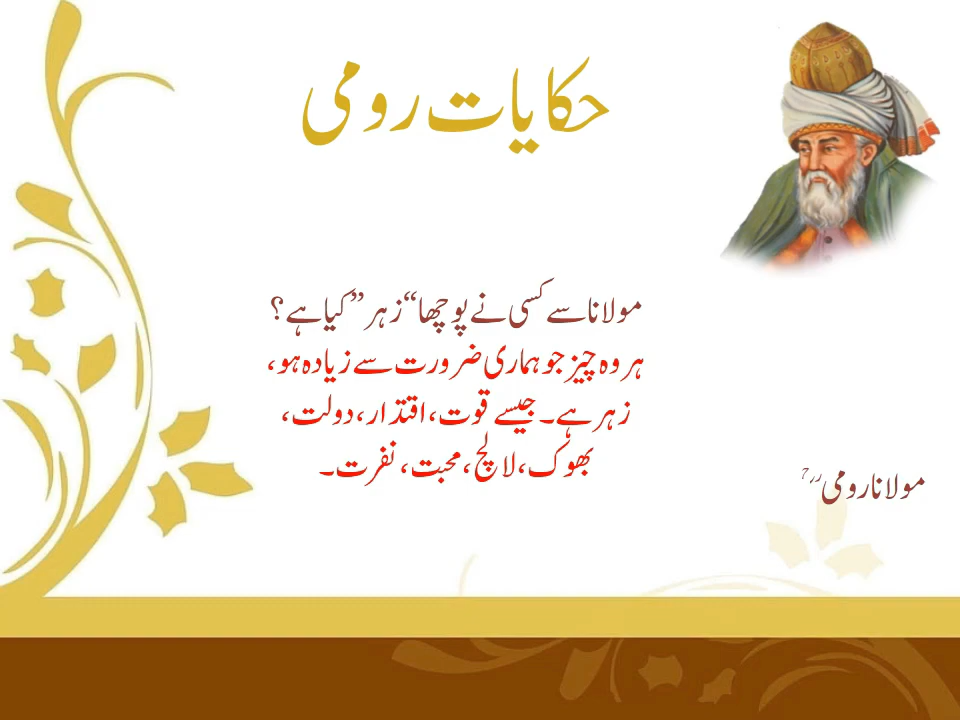 حکایات رومی
مولانا سے کسی نے پوچھا “زہر” کیا ہے؟
ہر وہ چیز جو ہماری ضرورت سے زیادہ ہو،
زہر ہے۔ جیسے قوت، اقتدار، دولت،
بھوک، لالچ، محبت، نفرت۔
مولانا رومی رح